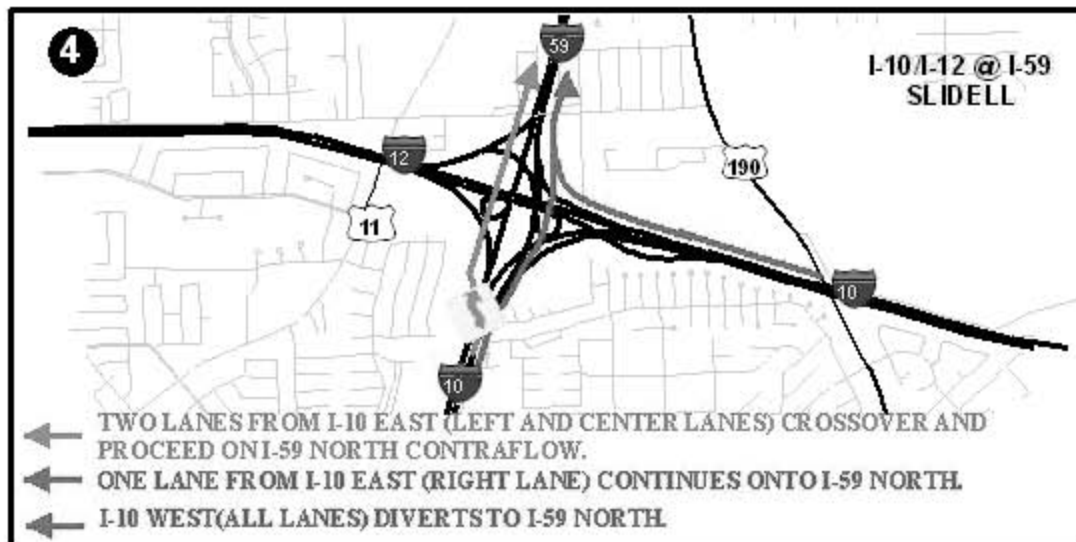 4
59
I-10/I-12 @ I-59
SLIDELL
12
190
11
10
10
TWO LANES FROM I-10 EAST (LEFT AND CENTER LANES) CROSSOVER AND
PROCEED ON I-59 NORTH CONTRAFLOW.
ONE LANE FROM I-10 EAST (RIGHT LANE) CONTINUES ONTO I-59 NORTH.
I-10 WEST(ALL LANES) DIVERTS TO I-59 NORTH.